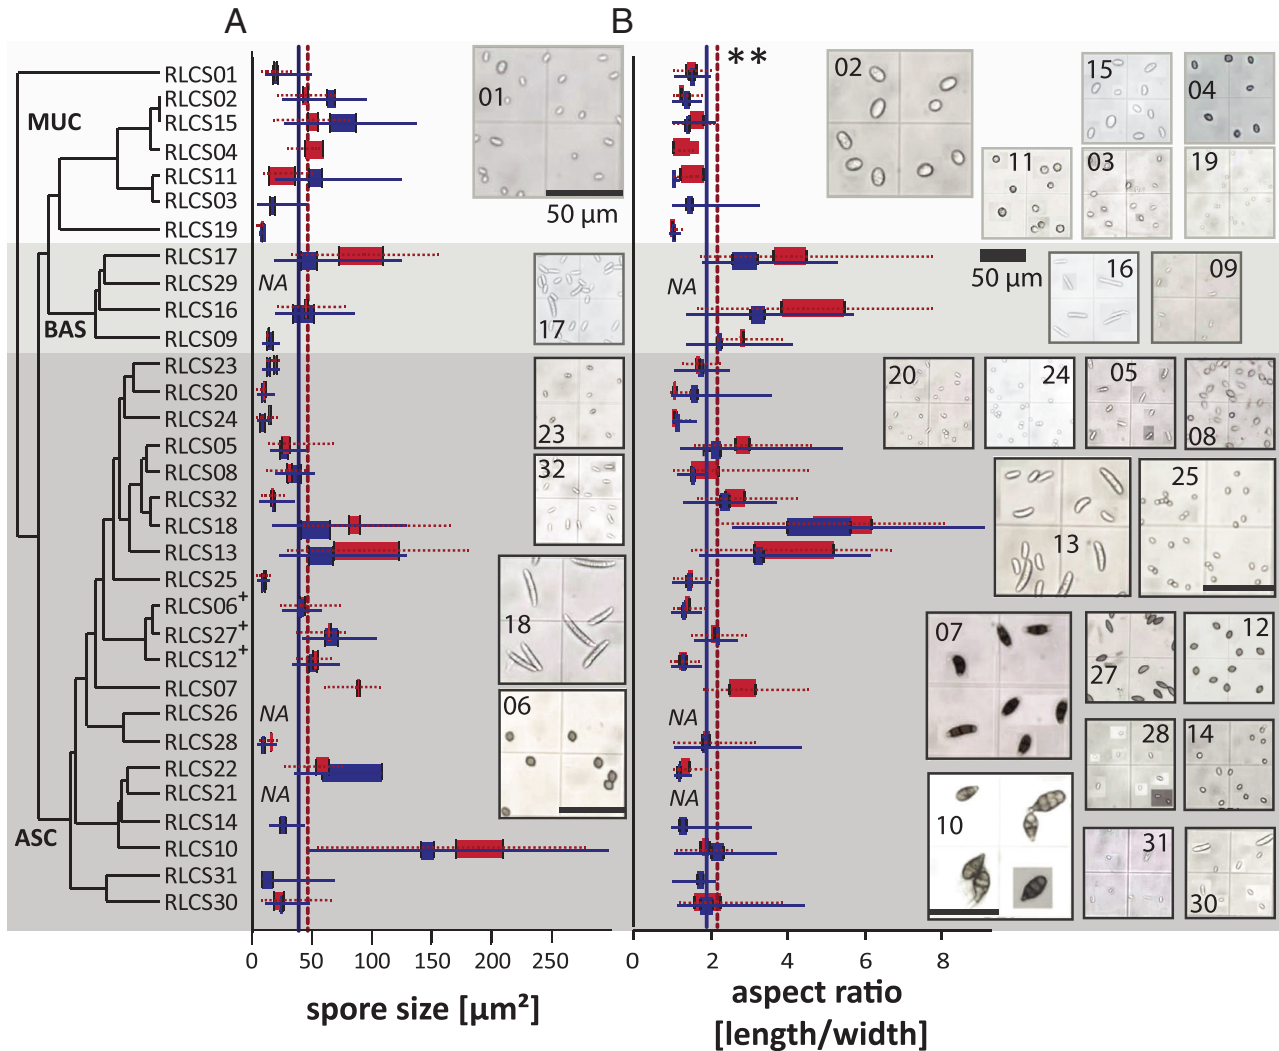 A
B
MUC
BAS
ASC
RLCS01
RLCS02
RLCS15
RLCS04
RLCS11
RLCS03
RLCS19
RLCS17
RLCS29
RLCS16
RLCS09
RLCS23
RLCS20
RLCS24
RLCS05
RLCS08
RLCS32
RLCS18
RLCS13
RLCS25
RLCS06+
RLCS27+
RLCS12+
RLCS07
RLCS26
RLCS28
RLCS22
RLCS21
RLCS14
RLCS10
RLCS31
RLCS30
NA
NA
NA
01
50 µm
17
23
32
18
06
0 50 100 150 200 250
spore size [µm²]
**
NA
NA
NA
02
15
04
11
03
19
50 µm
16
09
20
24
05
08
13
25
07
27
12
28
14
10
31
30
0 2 4 6 8
aspect ratio
[length/width]